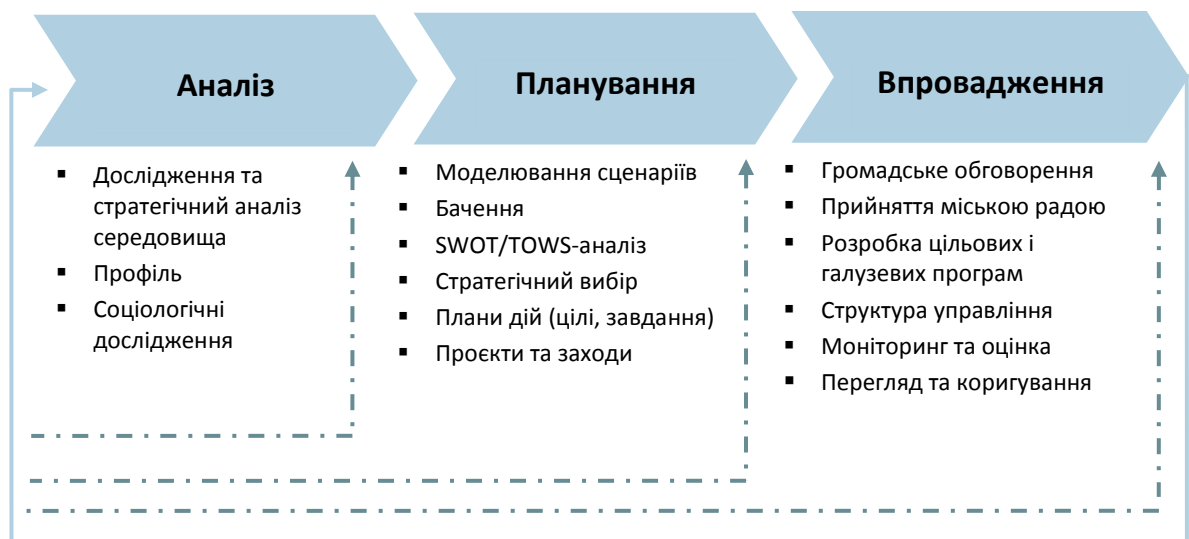 Аналіз
Дослідження та
стратегічний аналіз
середовища
Профіль
Соціологічні
дослідження
Планування
Моделювання сценаріїв
Бачення
SWOT/TOWS-аналіз
Стратегічний вибір
Плани дій (цілі, завдання)
Проєкти та заходи
Впровадження
Громадське обговорення
Прийняття міською радою
Розробка цільових і
галузевих програм
Структура управління
Моніторинг та оцінка
Перегляд та коригування